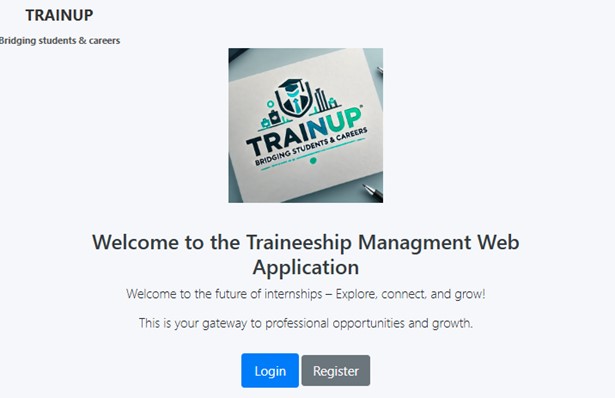 TRAINUP
Bridging students & careers
TRAINUP
BRIDGING STUDENTS & CAREERS
Welcome to the Traineeship Managment Web
Application
Welcome to the future of internships – Explore, connect, and grow!
This is your gateway to professional opportunities and growth.
Login
Register